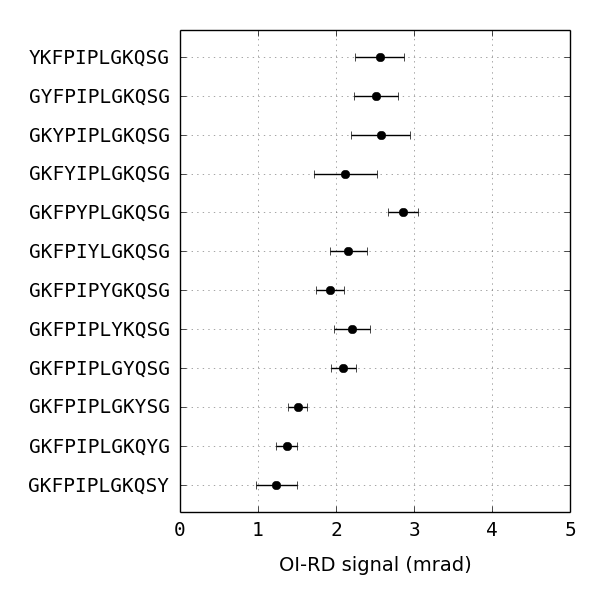 YKFPIPLGKQSG
GYFPIPLGKQSG
GKYPIPLGKQSG
GKFYIPLGKQSG
GKFPYPLGKQSG
GKFPIYLGKQSG
GKFPIPYGKQSG
GKFPIPLYKQSG
GKFPIPLGYQSG
GKFPIPLGKYSG
GKFPIPLGKQYG
GKFPIPLGKQSY
0 1 2 3 4 5
OI-RD signal (mrad)